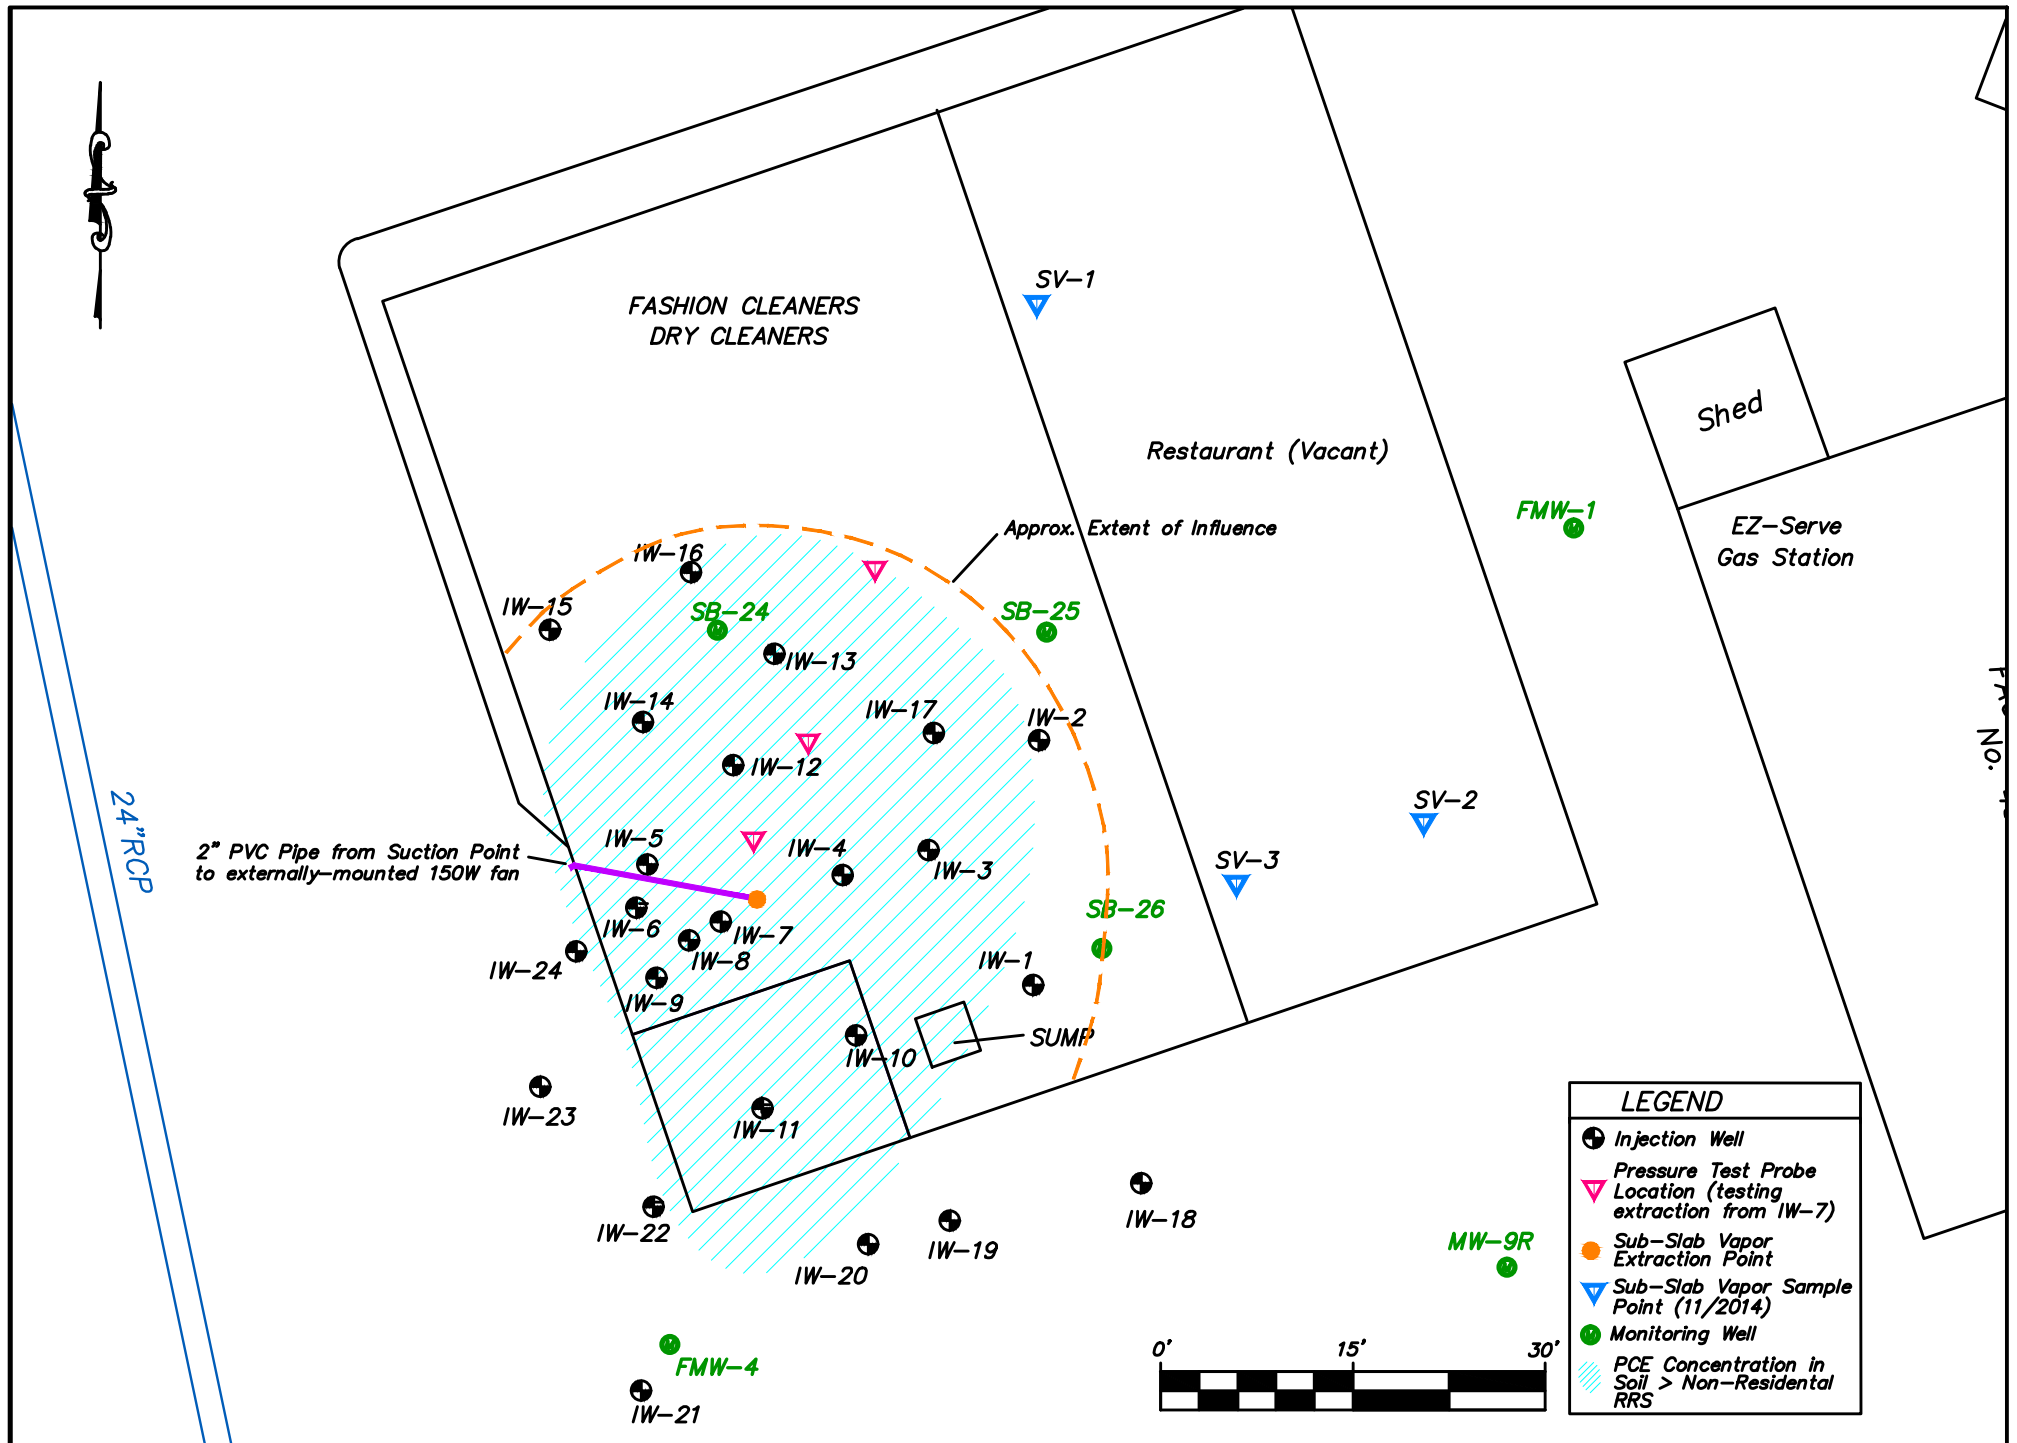 SV-1
FASHION CLEANERS
DRY CLEANERS
Shed
Restaurant (Vacant)
FMW-1
EZ-Serve
Gas Station
Approx. Extent of Influence
IW-16
IW-15
SB-24
SB-25
IW-13
IW-14
IW-17
IW-2
No.
IW-12
24"RCP
SV-2
2" PVC Pipe from Suction Point
to externally-mounted 150W fan
IW-5
IW-4
IW-3
SV-3
SB-26
IW-6
IW-7
IW-8
IW-24
IW-1
IW-9
SUMP
IW-10
IW-23
IW-11
IW-22
IW-18
IW-19
IW-20
MW-9R
FMW-4
IW-21
0'
15'
30'
LEGEND
Injection Well
Pressure Test Probe
Location (testing
extraction from IW-7)
Sub-Slab Vapor
Extraction Point
Sub-Slab Vapor Sample
Point (11/2014)
Monitoring Well
PCE Concentration in
Soil > Non-Residental
RRS